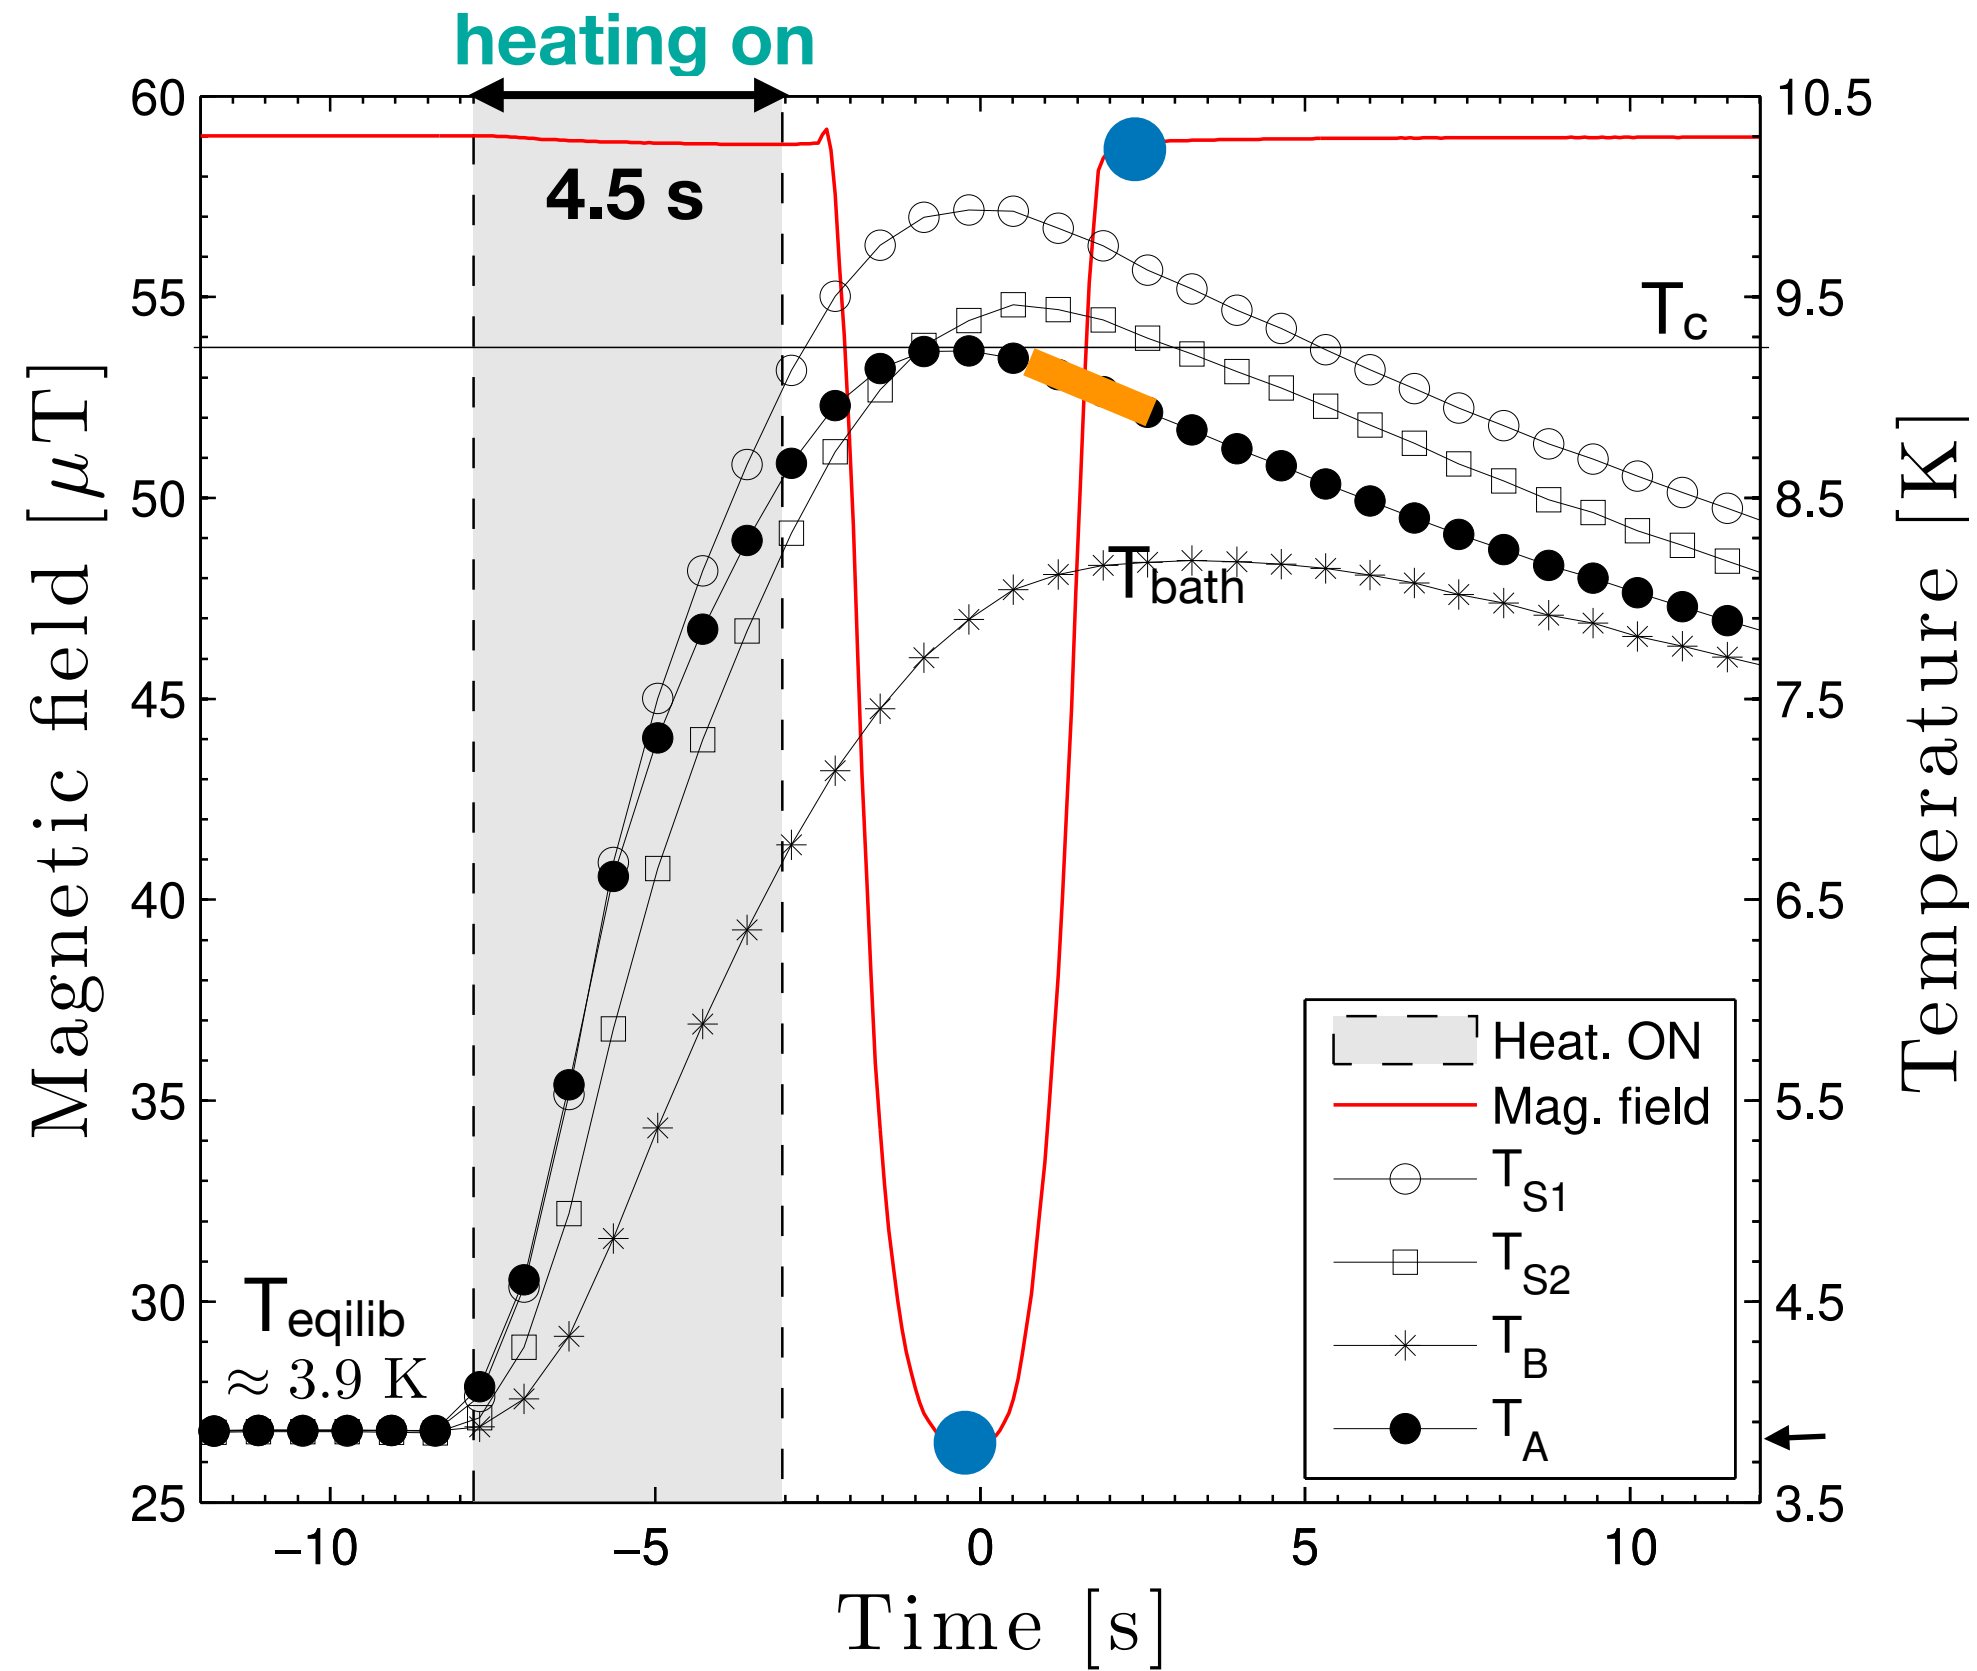 heating on
4.5 s
Magnetic field [μT]
60
55
50
45
40
35
30
25
10.5
9.5
8.5
7.5
6.5
5.5
4.5
3.5
Temperature [K]
T_c
T_bath
T_eqilib
≈ 3.9 K
Heat. ON
Mag. field
T_S1
T_S2
T_B
T_A
−10 −5 0 5 10
Time [s]